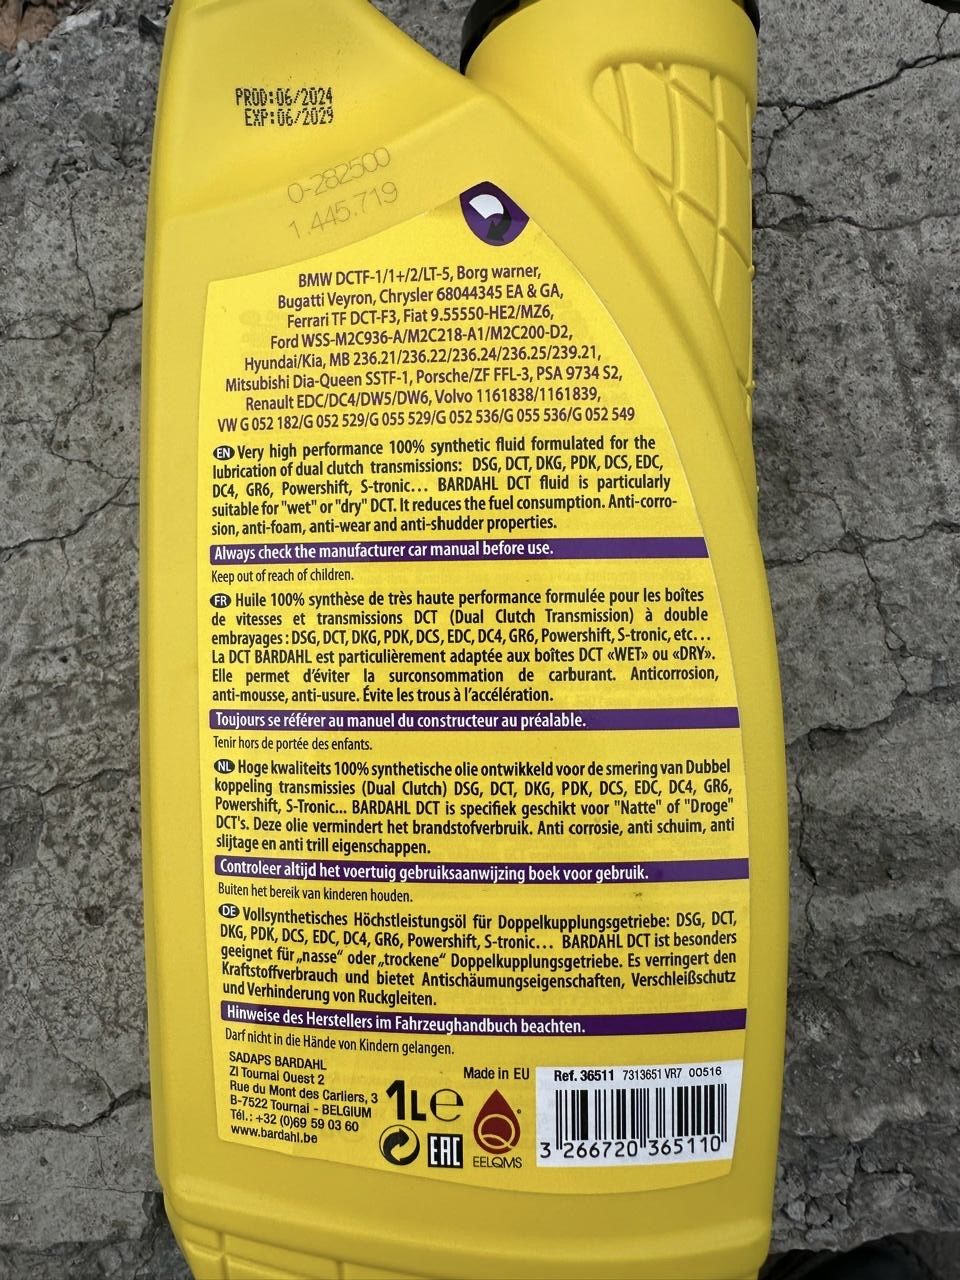 PROD:06/2024
EXP:06/2029
0-282500
1.445.719
BMW DCTF-1/1+/2/LT-5, Borg warner,
Bugatti Veyron, Chrysler 68044345 EA & GA,
Ferrari TF DCT-F3, Fiat 9.55550-HE2/MZ6,
Ford WSS-M2C936-A/M2C218-A1/M2C200-D2,
Hyundai/Kia, MB 236.21/236.22/236.24/236.25/239.21,
Mitsubishi Dia-Queen SSTF-1, Porsche/ZF FFL-3, PSA 9734 S2,
Renault EDC/DC4/DW5/DW6, Volvo 1161838/1161839,
VW G 052 182/G 052 529/G 055 529/G 052 536/G 055 536/G 052 549
EN Very high performance 100% synthetic fluid formulated for the
lubrication of dual clutch transmissions: DSG, DCT, DKG, PDK, DCS, EDC,
DC4, GR6, Powershift, S-tronic... BARDAHL DCT fluid is particularly
suitable for "wet" or "dry" DCT. It reduces the fuel consumption. Anti-corro-
sion, anti-foam, anti-wear and anti-shudder properties.
Always check the manufacturer car manual before use.
Keep out of reach of children.
FR Huile 100% synthèse de très haute performance formulée pour les boîtes
de vitesses et transmissions DCT (Dual Clutch Transmission) à double
embrayages : DSG, DCT, DKG, PDK, DCS, EDC, DC4, GR6, Powershift, S-tronic, etc...
La DCT BARDAHL est particulièrement adaptée aux boîtes DCT «WET» ou «DRY».
Elle permet d'éviter la surconsommation de carburant. Anticorrosion,
anti-mousse, anti-usure. Évite les trous à l'accélération.
Toujours se référer au manuel du constructeur au préalable.
Tenir hors de portée des enfants.
NL Hoge kwaliteits 100% synthetische olie ontwikkeld voor de smering van Dubbel
koppeling transmissies (Dual Clutch) DSG, DCT, DKG, PDK, DCS, EDC, DC4, GR6,
Powershift, S-Tronic... BARDAHL DCT is specifiek geschikt voor "Natte" of "Droge"
DCT's. Deze olie vermindert het brandstofverbruik. Anti corrosie, anti schuim, anti
slijtage en anti trill eigenschappen.
Controleer altijd het voertuig gebruiksaanwijzing boek voor gebruik.
Buiten het bereik van kinderen houden.
DE Vollsynthetisches Höchstleistungsöl für Doppelkupplungsgetriebe: DSG, DCT,
DKG, PDK, DCS, EDC, DC4, GR6, Powershift, S-tronic... BARDAHL DCT ist besonders
geeignet für „nasse" oder „trockene" Doppelkupplungsgetriebe. Es verringert den
Kraftstoffverbrauch und bietet Antischäumungseigenschaften, Verschleißschutz
und Verhinderung von Ruckgleiten.
Hinweise des Herstellers im Fahrzeughandbuch beachten.
Darf nicht in die Hände von Kindern gelangen.
SADAPS BARDAHL
ZI Tournai Ouest 2
Rue du Mont des Carliers, 3
B-7522 Tournai - BELGIUM
Tél.: +32 (0)69 59 03 60
www.bardahl.be
Made in EU
1L e
EAC
EELQMS
Ref. 36511 7313651 VR7 00516
3 266720 365110